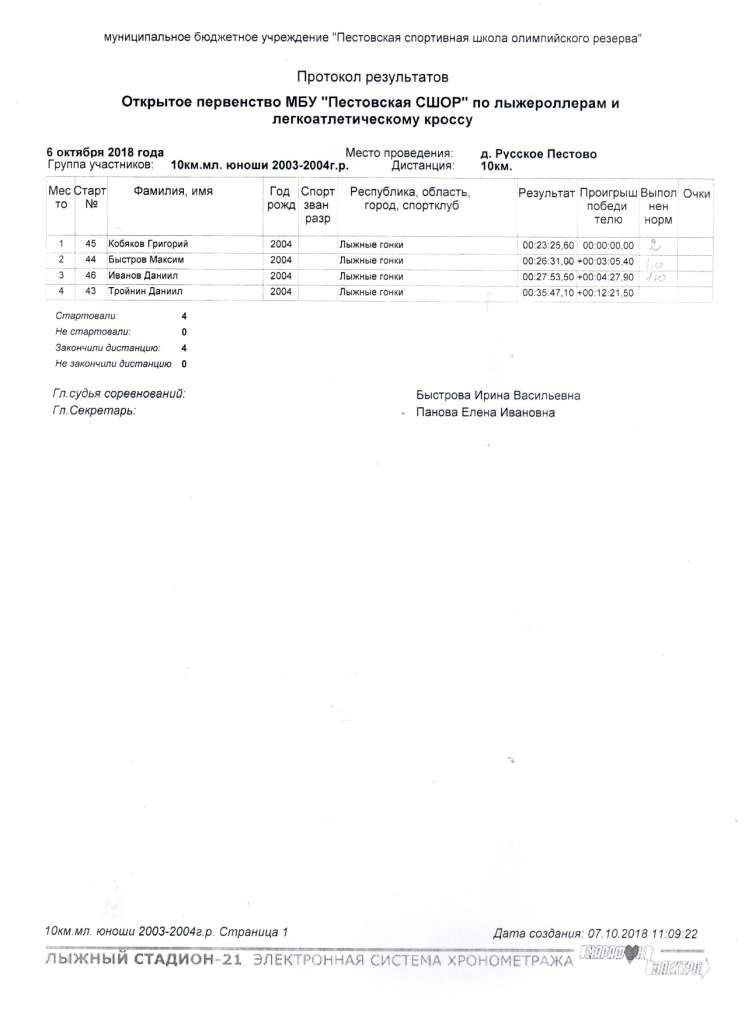 муниципальное бюджетное учреждение "Пестовская спортивная школа олимпийского резерва"
Протокол результатов
Открытое первенство МБУ "Пестовская СШОР" по лыжероллерам и
легкоатлетическому кроссу
6 октября 2018 года Место проведения: д. Русское Пестово
Группа участников: 10км.мл. юноши 2003-2004г.р. Дистанция: 10км.
Мес Старт Фамилия, имя Год Спорт Республика, область, Результат Проигрыш Выпол Очки
то № рожд зван город, спортклуб победи нен
разр телю норм
1 45 Кобяков Григорий 2004 Лыжные гонки 00:23:25,60 00:00:00,00 2
2 44 Быстров Максим 2004 Лыжные гонки 00:26:31,00 +00:03:05,40
3 46 Иванов Даниил 2004 Лыжные гонки 00:27:53,50 +00:04:27,90
4 43 Тройнин Даниил 2004 Лыжные гонки 00:35:47,10 +00:12:21,50
Стартовали: 4
Не стартовали: 0
Закончили дистанцию: 4
Не закончили дистанцию 0
Гл.судья соревнований: Быстрова Ирина Васильевна
Гл.Секретарь: Панова Елена Ивановна
10км.мл. юноши 2003-2004г.р. Страница 1 Дата создания: 07.10.2018 11:09:22
ЛЫЖНЫЙ СТАДИОН-21 ЭЛЕКТРОННАЯ СИСТЕМА ХРОНОМЕТРАЖА